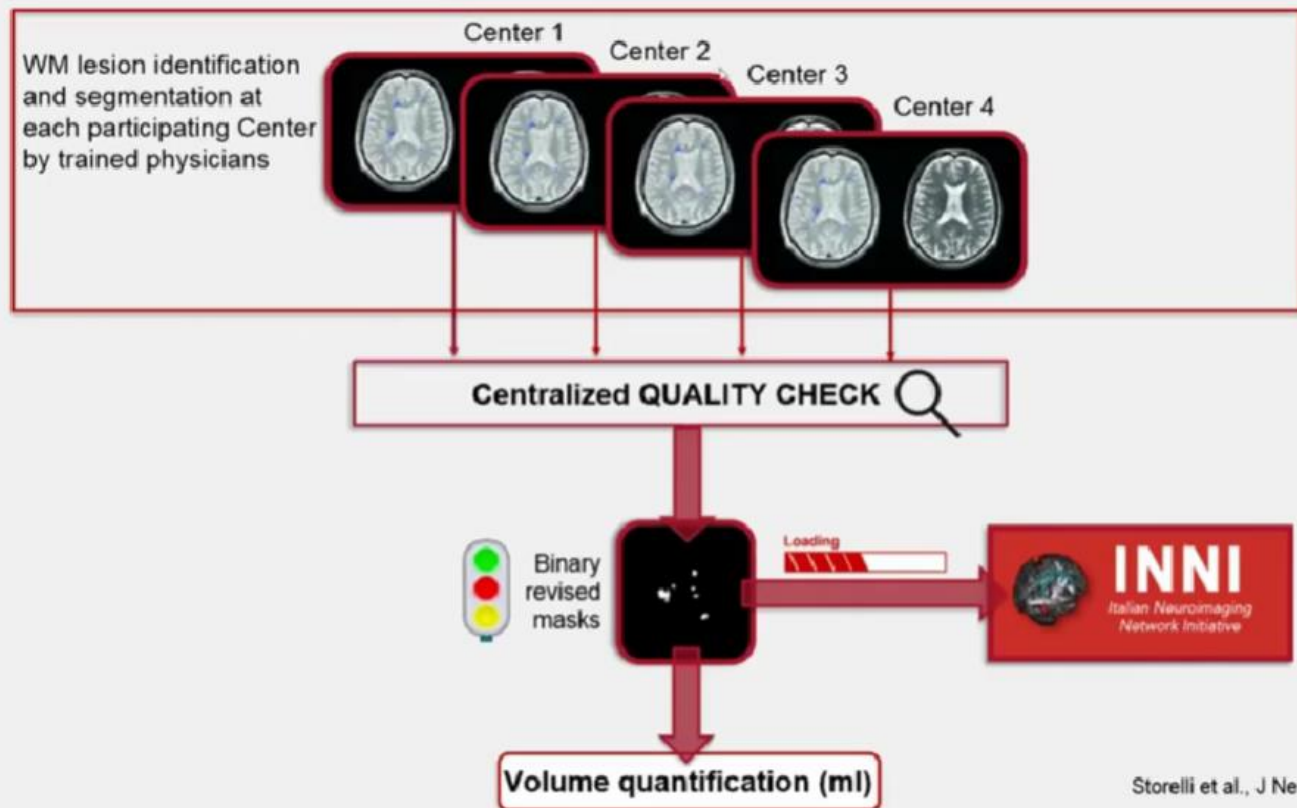 Center 1
Center 2
Center 3
Center 4
WM lesion identification
and segmentation at
each participating Center
by trained physicians
Centralized QUALITY CHECK
Binary
revised
masks
Loading
INNI
Italian Neuroimaging
Network Initiative
Volume quantification (ml)
Storelli et al., J Ne